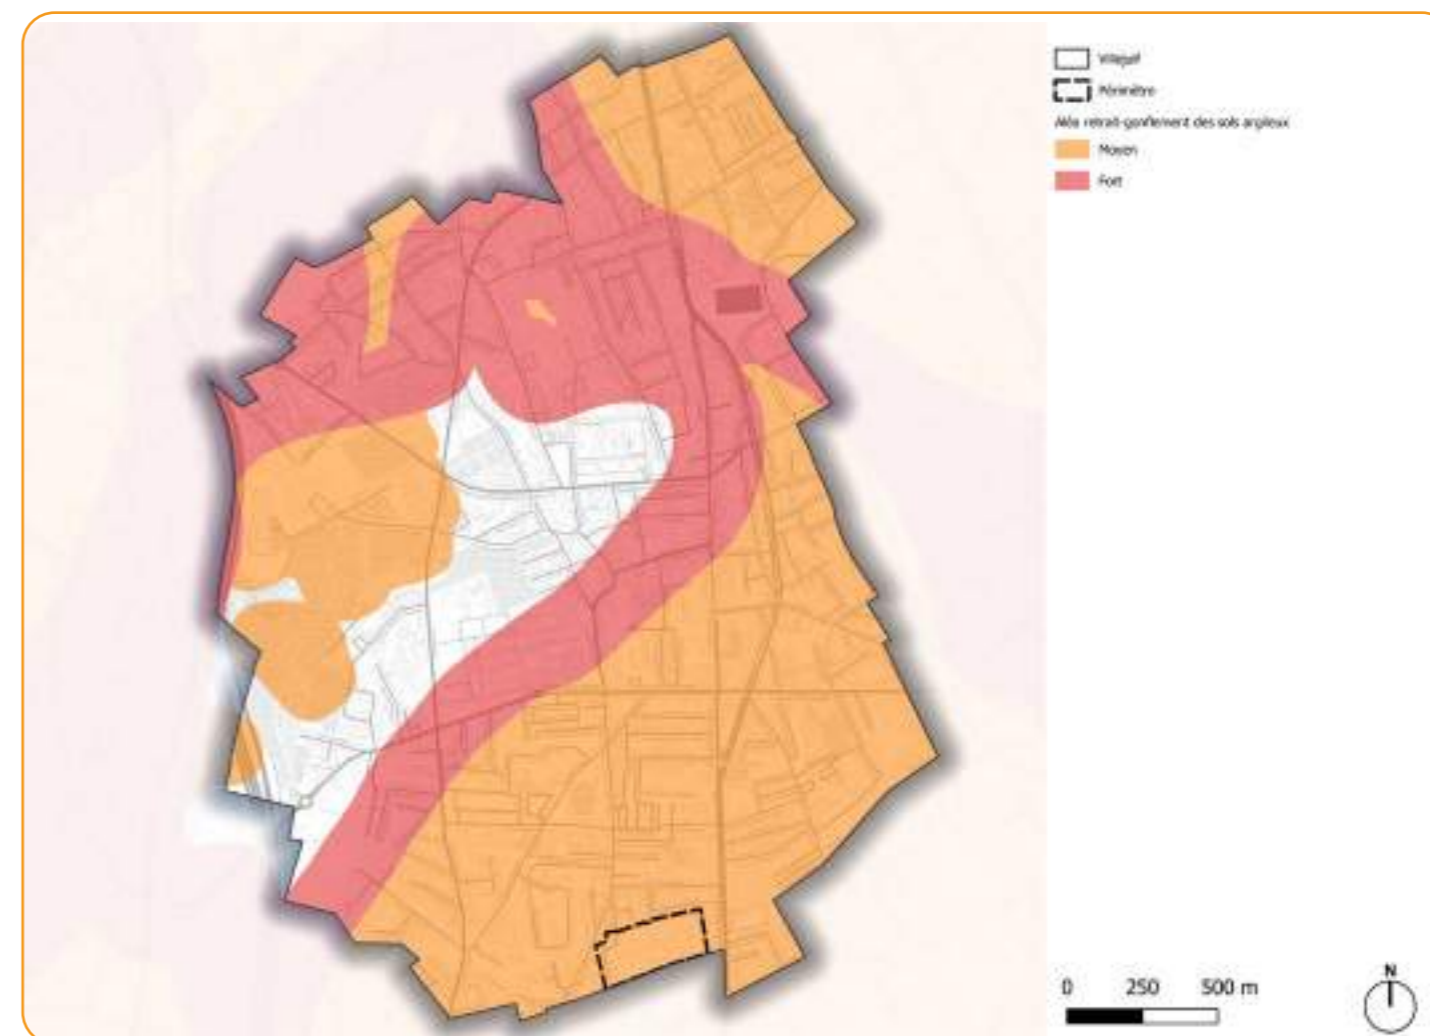 Villejuif
Périmètre
Aléa retrait-gonflement des sols argileux
Moyen
Fort
0 250 500 m
N